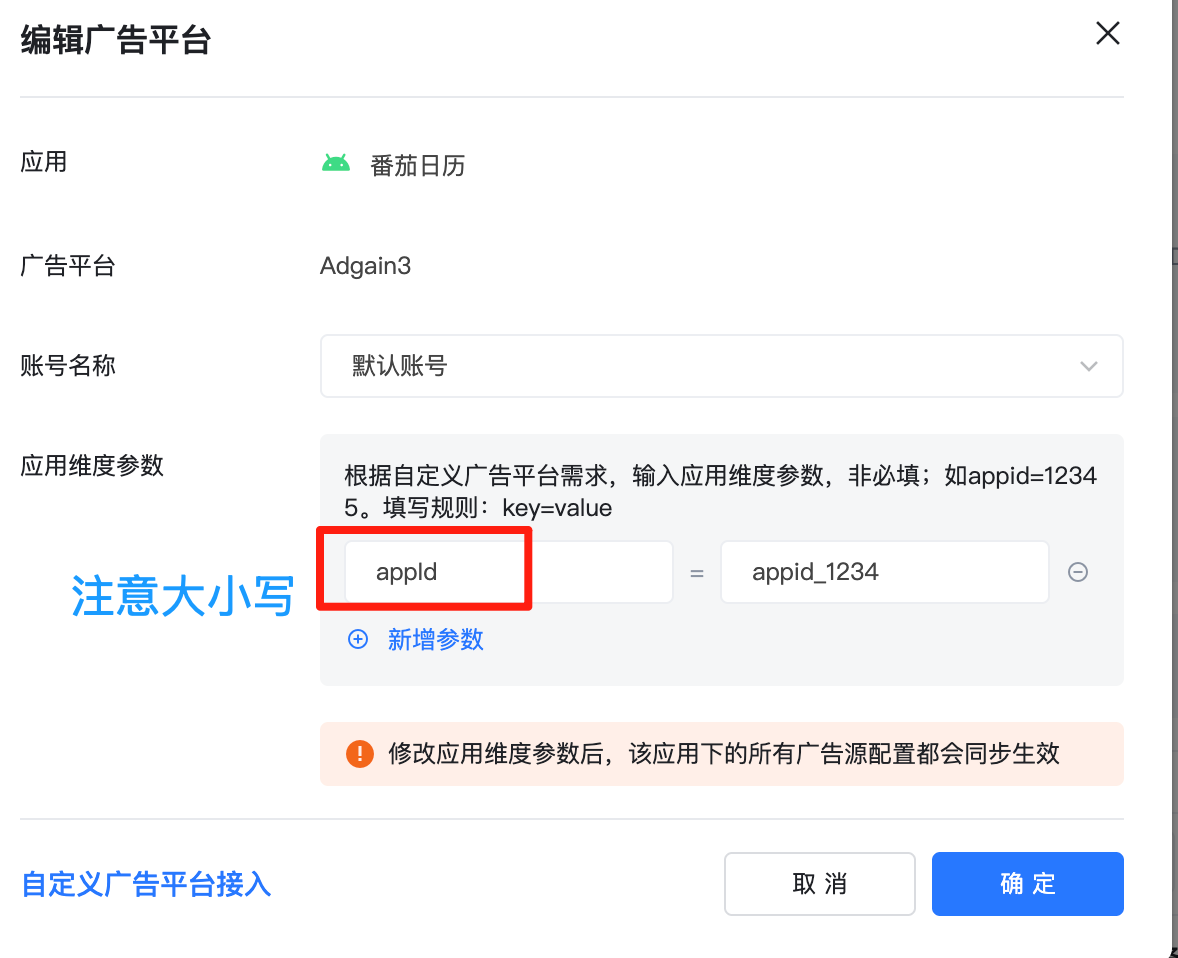 编辑广告平台
应用
番茄日历
广告平台
Adgain3
账号名称
默认账号
应用维度参数
根据自定义广告平台需求，输入应用维度参数，非必填；如appid=1234
5。填写规则：key=value
appId = appid_1234
注意大小写
新增参数
修改应用维度参数后，该应用下的所有广告源配置都会同步生效
自定义广告平台接入
取 消
确 定